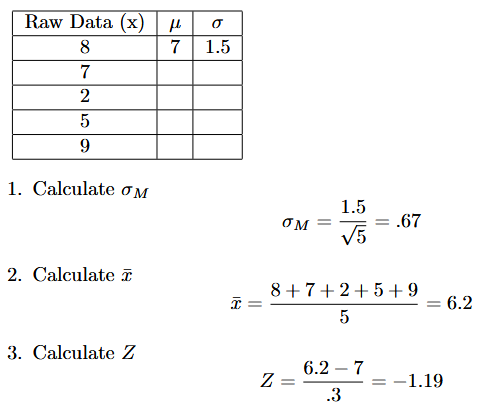 Raw Data (x) μ σ
8 7 1.5
7
2
5
9
1. Calculate σ_M
σ_M = 1.5/√5 = .67
2. Calculate x̄
x̄ = (8 + 7 + 2 + 5 + 9)/5 = 6.2
3. Calculate Z
Z = (6.2 − 7)/.3 = −1.19